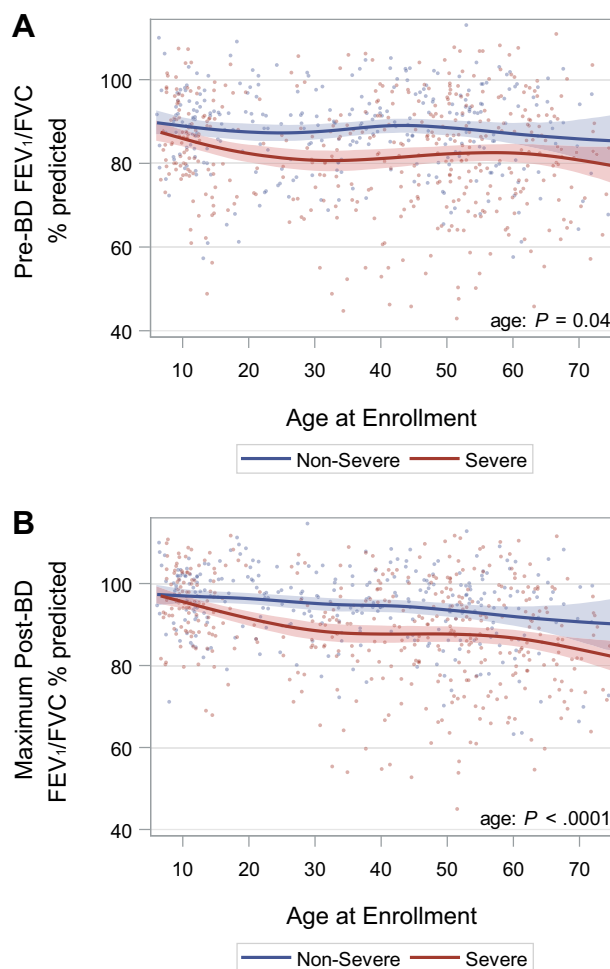 A
Pre-BD FEV₁/FVC
% predicted
100
80
60
40
age: P = 0.04
10 20 30 40 50 60 70
Age at Enrollment
Non-Severe Severe
B
Maximum Post-BD
FEV₁/FVC % predicted
100
80
60
40
age: P < .0001
10 20 30 40 50 60 70
Age at Enrollment
Non-Severe Severe